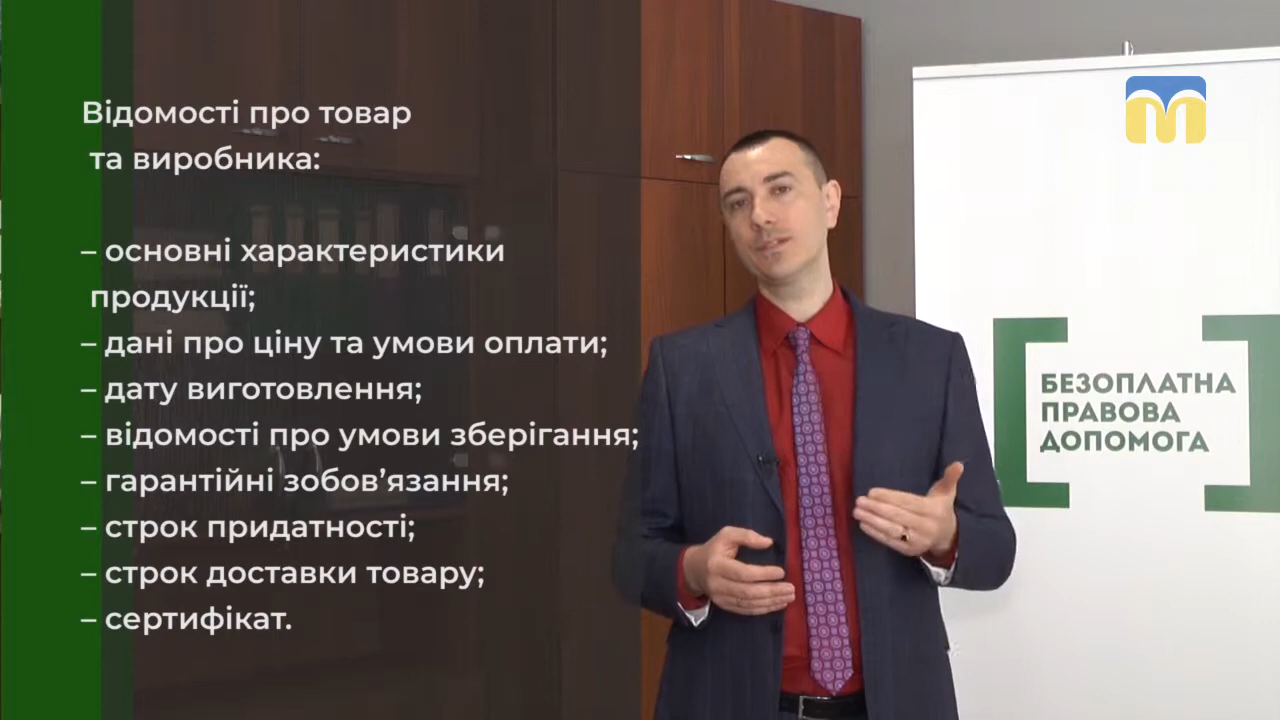 Відомості про товар
та виробника:
– основні характеристики
продукції;
– дані про ціну та умови оплати;
– дату виготовлення;
– відомості про умови зберігання;
– гарантійні зобов’язання;
– строк придатності;
– строк доставки товару;
– сертифікат.
БЕЗОПЛАТНА
ПРАВОВА
ДОПОМОГА